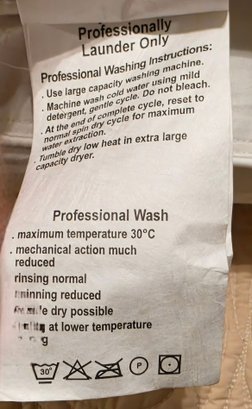 Professionally
Launder Only
Professional Washing Instructions:
. Use large capacity washing machine.
. Machine wash cold water using mild
detergent, gentle cycle. Do not bleach.
. At the end of complete cycle, reset to
normal spin dry cycle for maximum
water extraction.
. Tumble dry low heat in extra large
capacity dryer.
Professional Wash
. maximum temperature 30°C
. mechanical action much
reduced
rinsing normal
reduced
dry possible
at lower temperature
30°
P